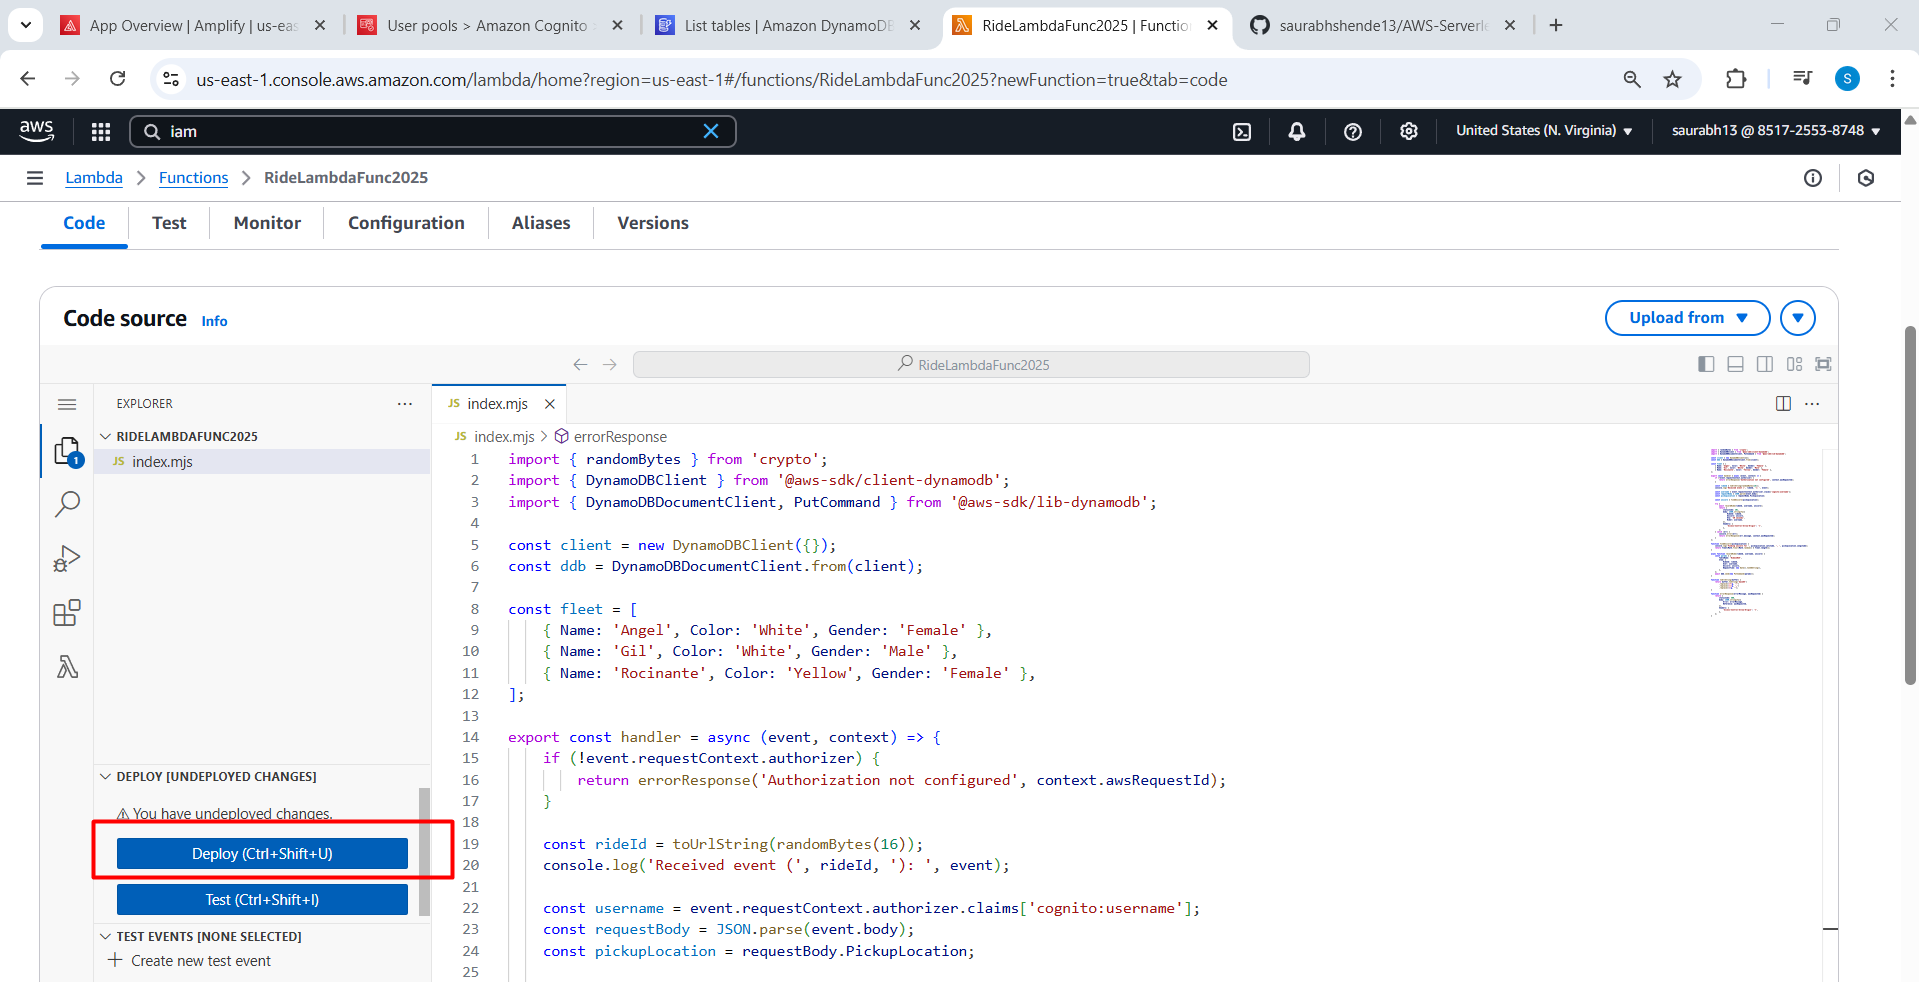 App Overview | Amplify | us-eas
User pools > Amazon Cognito
List tables | Amazon DynamoDB
RideLambdaFunc2025 | Functio
saurabhshende13/AWS-Serverle
us-east-1.console.aws.amazon.com/lambda/home?region=us-east-1#/functions/RideLambdaFunc2025?newFunction=true&tab=code
S
aws
iam
United States (N. Virginia)
saurabh13 @ 8517-2553-8748
Lambda
Functions
RideLambdaFunc2025
Code
Test
Monitor
Configuration
Aliases
Versions
Code source
Info
Upload from
RideLambdaFunc2025
EXPLORER
RIDELAMBDAFUNC2025
JS index.mjs
1
DEPLOY [UNDEPLOYED CHANGES]
You have undeployed changes.
Deploy (Ctrl+Shift+U)
Test (Ctrl+Shift+I)
TEST EVENTS [NONE SELECTED]
Create new test event
JS index.mjs
JS index.mjs > errorResponse
1 import { randomBytes } from 'crypto';
2 import { DynamoDBClient } from '@aws-sdk/client-dynamodb';
3 import { DynamoDBDocumentClient, PutCommand } from '@aws-sdk/lib-dynamodb';
4
5 const client = new DynamoDBClient({});
6 const ddb = DynamoDBDocumentClient.from(client);
7
8 const fleet = [
9 { Name: 'Angel', Color: 'White', Gender: 'Female' },
10 { Name: 'Gil', Color: 'White', Gender: 'Male' },
11 { Name: 'Rocinante', Color: 'Yellow', Gender: 'Female' },
12 ];
13
14 export const handler = async (event, context) => {
15 if (!event.requestContext.authorizer) {
16 return errorResponse('Authorization not configured', context.awsRequestId);
17 }
18
19 const rideId = toUrlString(randomBytes(16));
20 console.log('Received event (', rideId, '): ', event);
21
22 const username = event.requestContext.authorizer.claims['cognito:username'];
23 const requestBody = JSON.parse(event.body);
24 const pickupLocation = requestBody.PickupLocation;
25